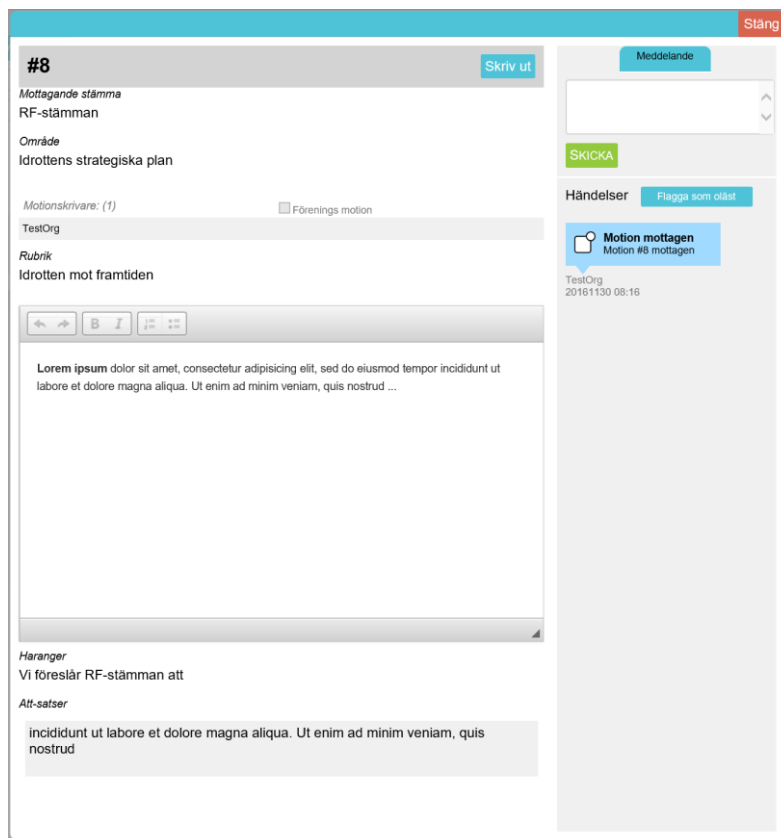 Stäng
#8
Skriv ut
Mottagande stämma
RF-stämman
Område
Idrottens strategiska plan
Motionskrivare: (1)
Förenings motion
TestOrg
Rubrik
Idrotten mot framtiden
B I
Lorem ipsum dolor sit amet, consectetur adipisicing elit, sed do eiusmod tempor incididunt ut
labore et dolore magna aliqua. Ut enim ad minim veniam, quis nostrud ...
Haranger
Vi föreslår RF-stämman att
Att-satser
incididunt ut labore et dolore magna aliqua. Ut enim ad minim veniam, quis
nostrud
Meddelande
SKICKA
Händelser
Flagga som oläst
Motion mottagen
Motion #8 mottagen
TestOrg
20161130 08:16